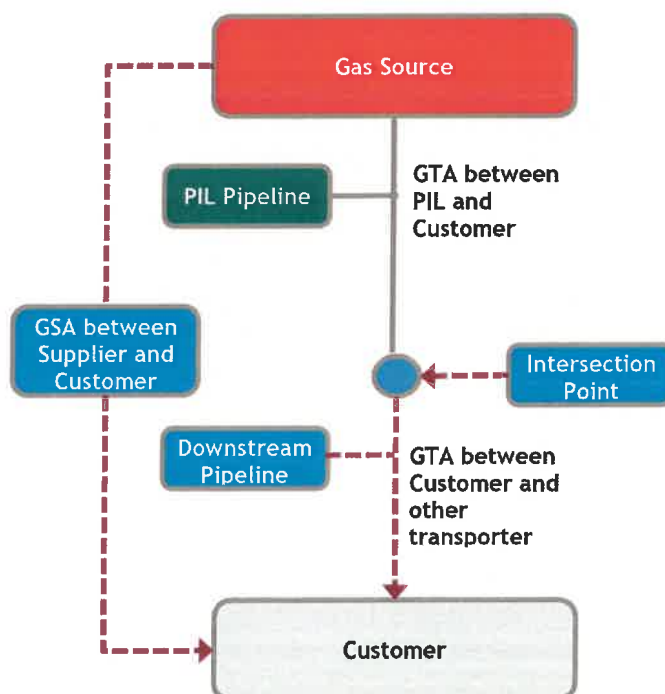 Gas Source
PIL Pipeline
GTA between
PIL and
Customer
GSA between
Supplier and
Customer
Intersection
Point
Downstream
Pipeline
GTA between
Customer and
other
transporter
Customer